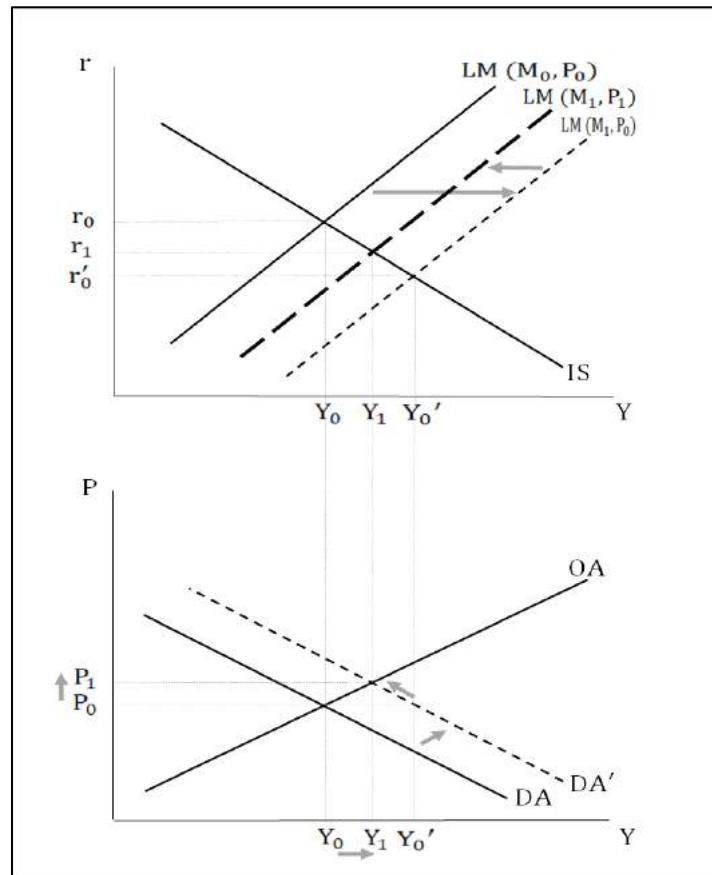 r
LM (M₀, P₀)
LM (M₁, P₁)
LM (M₁, P₀)
r₀
r₁
r₀′
IS
Y₀ Y₁ Y₀′ Y
P
OA
P₁
P₀
DA′
DA
Y₀ Y₁ Y₀′ Y